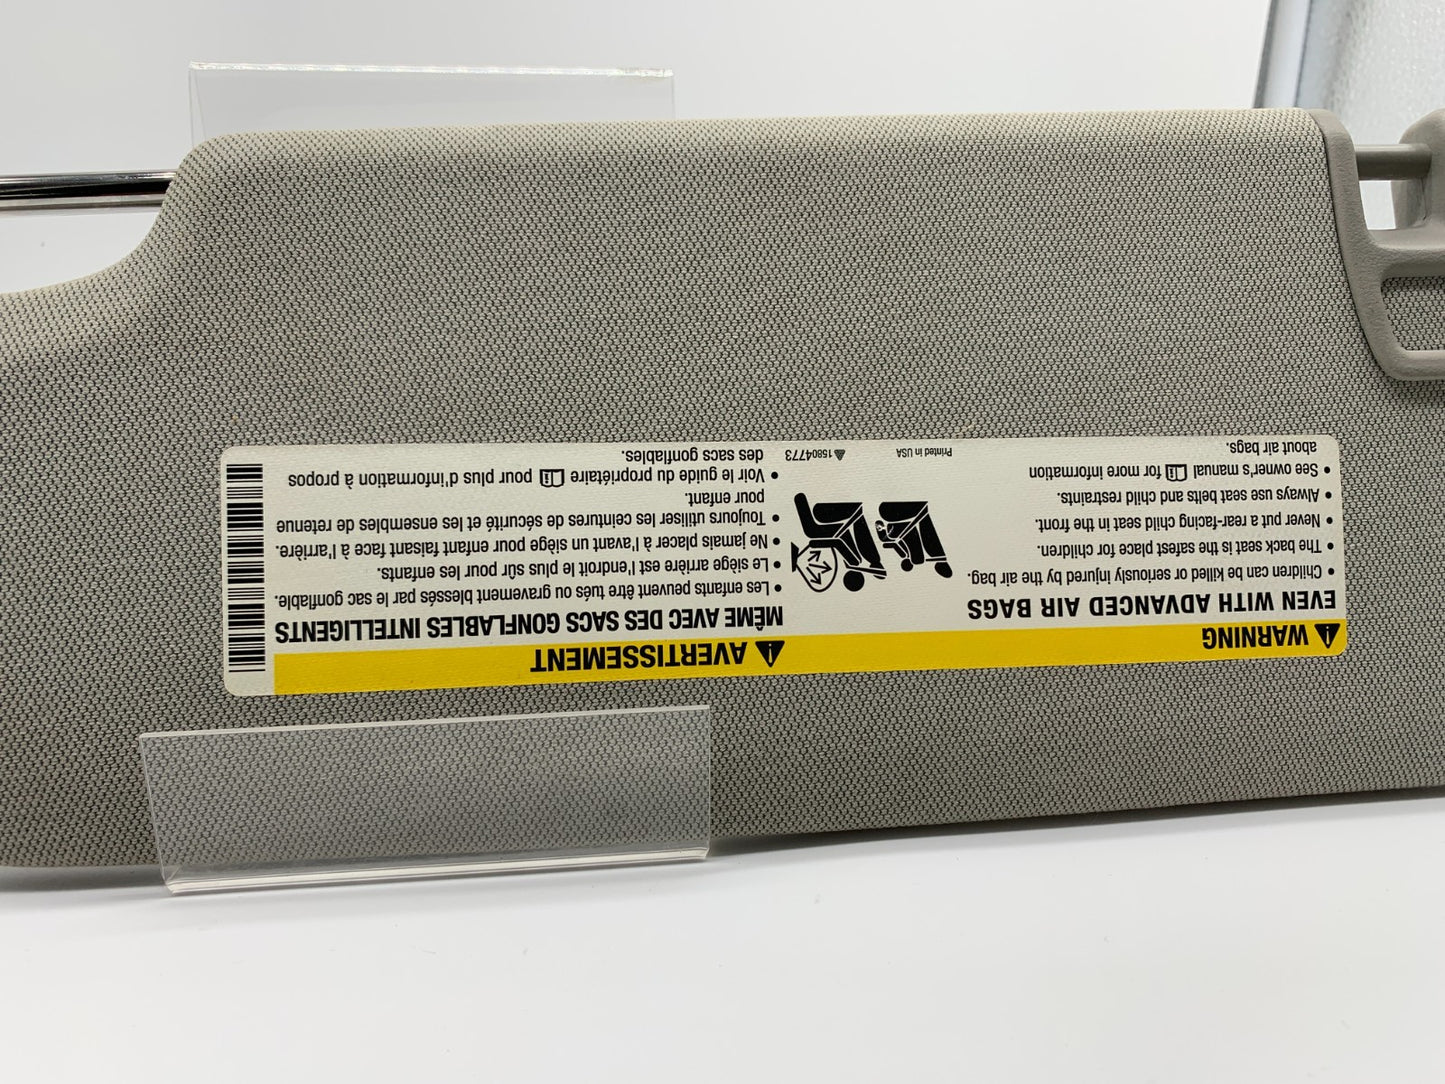 WARNING
EVEN WITH ADVANCED AIR BAGS
• Children can be killed or seriously injured by the air bag.
• The back seat is the safest place for children.
• Never put a rear-facing child seat in the front.
• Always use seat belts and child restraints.
• See owner's manual for more information
about air bags.
Printed in USA
15804773
AVERTISSEMENT
MÊME AVEC DES SACS GONFLABLES INTELLIGENTS
• Les enfants peuvent être tués ou gravement blessés par le sac gonflable.
• Le siège arrière est l'endroit le plus sûr pour les enfants.
• Ne jamais placer à l'avant un siège pour enfant faisant face à l'arrière.
• Toujours utiliser les ceintures de sécurité et les ensembles de retenue
pour enfant.
• Voir le guide du propriétaire pour plus d'information à propos
des sacs gonflables.